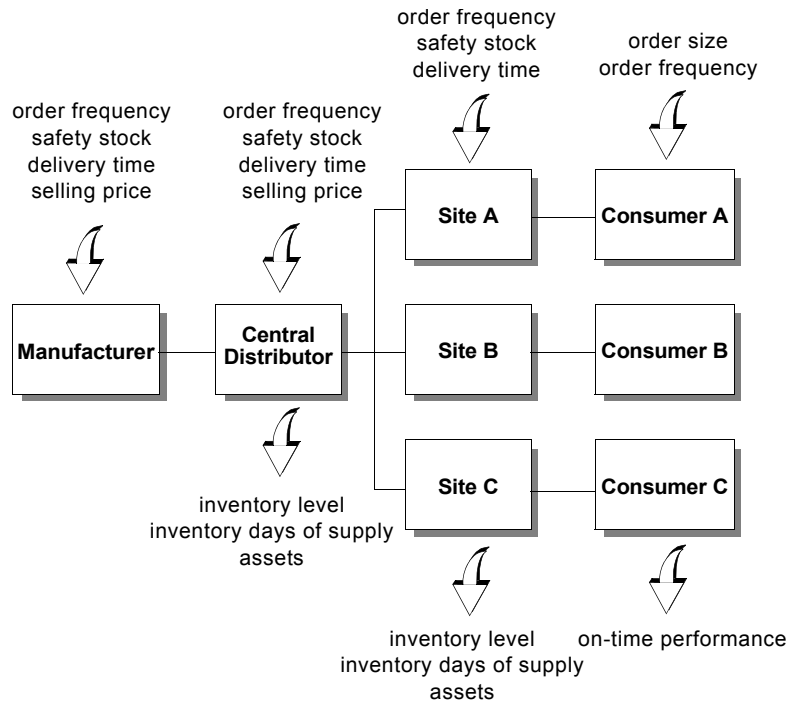 order frequency
safety stock
delivery time
order size
order frequency
order frequency
safety stock
delivery time
selling price
order frequency
safety stock
delivery time
selling price
Site A
Consumer A
Manufacturer
Central
Distributor
Site B
Consumer B
Site C
Consumer C
inventory level
inventory days of supply
assets
inventory level
inventory days of supply
assets
on-time performance